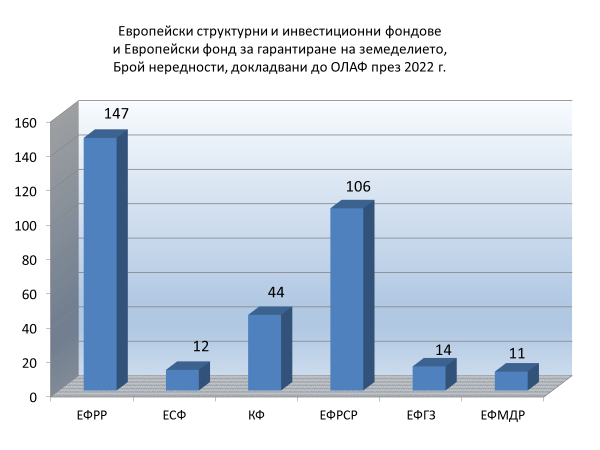 Европейски структурни и инвестиционни фондове
и Европейски фонд за гарантиране на земеделието,
Брой нередности, докладвани до ОЛАФ през 2022 г.
160
140
120
100
80
60
40
20
0
147
12
44
106
14
11
ЕФРР
ЕСФ
КФ
ЕФРСР
ЕФГЗ
ЕФМДР